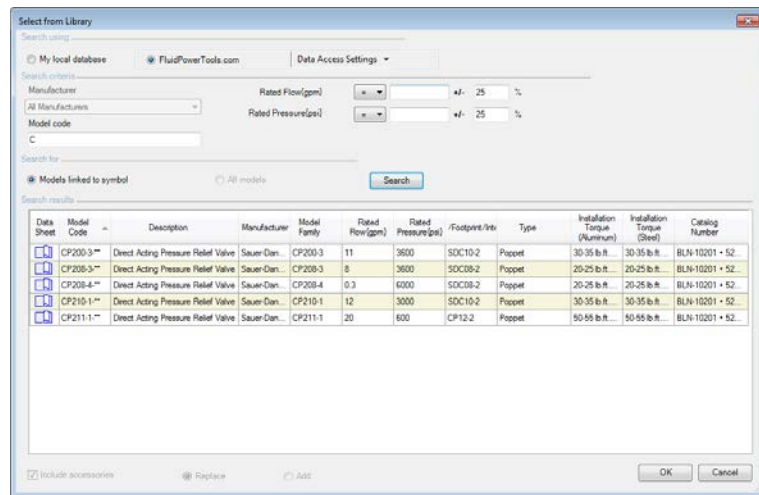 Select from Library
Search using
My local database FluidPowerTools.com Data Access Settings
Search criteria
Manufacturer Rated Flow(gpm) = +/- 25 %
All Manufacturers Rated Pressure(psi) = +/- 25 %
Model code
C
Search for
Models linked to symbol All models Search
Search results
Data Sheet Model Code Description Manufacturer Model Family Rated Flow(gpm) Rated Pressure(psi) /Footprint/Inte Type Installation Torque (Aluminum) Installation Torque (Steel) Catalog Number
CP200-3-** Direct Acting Pressure Relief Valve Sauer-Dan... CP200-3 11 3600 SDC10-2 Poppet 30-35 lb.ft.... 30-35 lb.ft.... BLN-10201 • 52...
CP208-3-** Direct Acting Pressure Relief Valve Sauer-Dan... CP208-3 8 3600 SDC08-2 Poppet 20-25 lb.ft.... 20-25 lb.ft.... BLN-10201 • 52...
CP208-4-** Direct Acting Pressure Relief Valve Sauer-Dan... CP208-4 0.3 6000 SDC08-2 Poppet 20-25 lb.ft.... 20-25 lb.ft.... BLN-10201 • 52...
CP210-1-** Direct Acting Pressure Relief Valve Sauer-Dan... CP210-1 12 3000 SDC10-2 Poppet 30-35 lb.ft.... 30-35 lb.ft.... BLN-10201 • 52...
CP211-1-** Direct Acting Pressure Relief Valve Sauer-Dan... CP211-1 20 600 CP12-2 Poppet 50-55 lb.ft.... 50-55 lb.ft.... BLN-10201 • 52...
Include accessories Replace Add OK Cancel